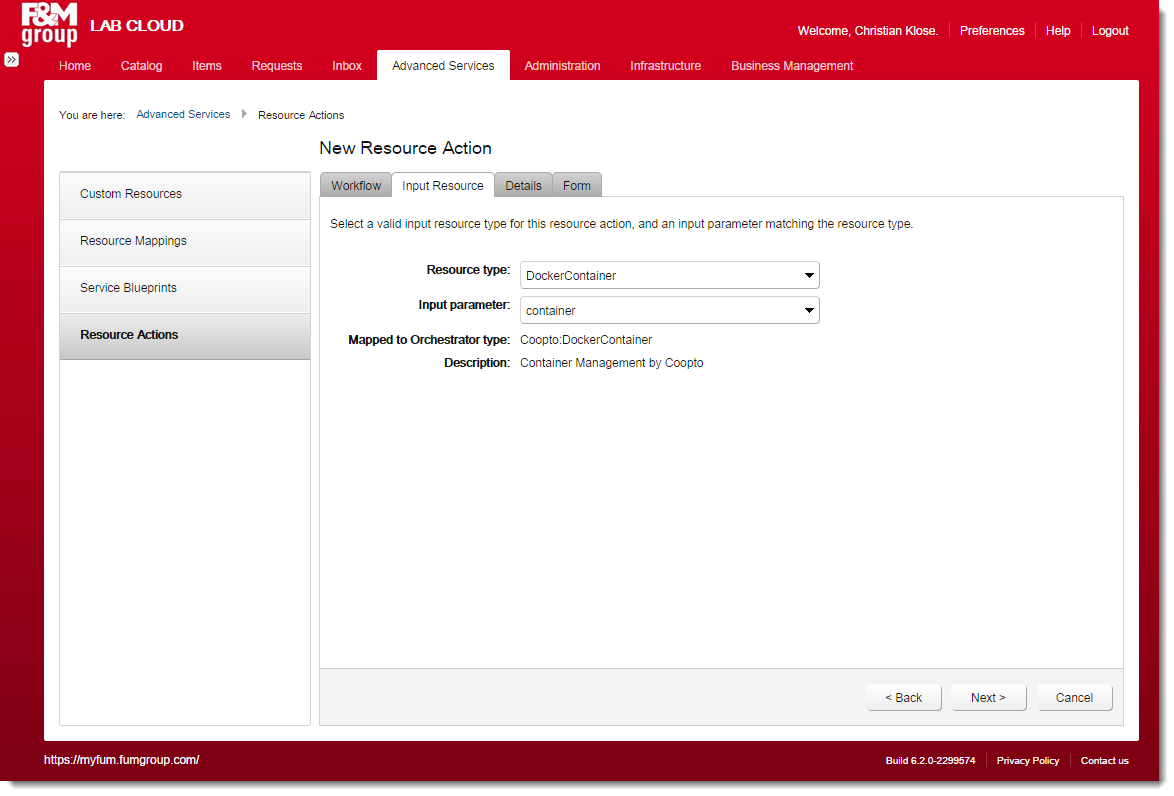 F&M
group
LAB CLOUD
Welcome, Christian Klose. Preferences Help Logout
Home Catalog Items Requests Inbox Advanced Services Administration Infrastructure Business Management
You are here: Advanced Services Resource Actions
New Resource Action
Custom Resources
Resource Mappings
Service Blueprints
Resource Actions
Workflow Input Resource Details Form
Select a valid input resource type for this resource action, and an input parameter matching the resource type.
Resource type: DockerContainer
Input parameter: container
Mapped to Orchestrator type: Coopto:DockerContainer
Description: Container Management by Coopto
< Back Next > Cancel
https://myfum.fumgroup.com/ Build 6.2.0-2299574 Privacy Policy Contact us